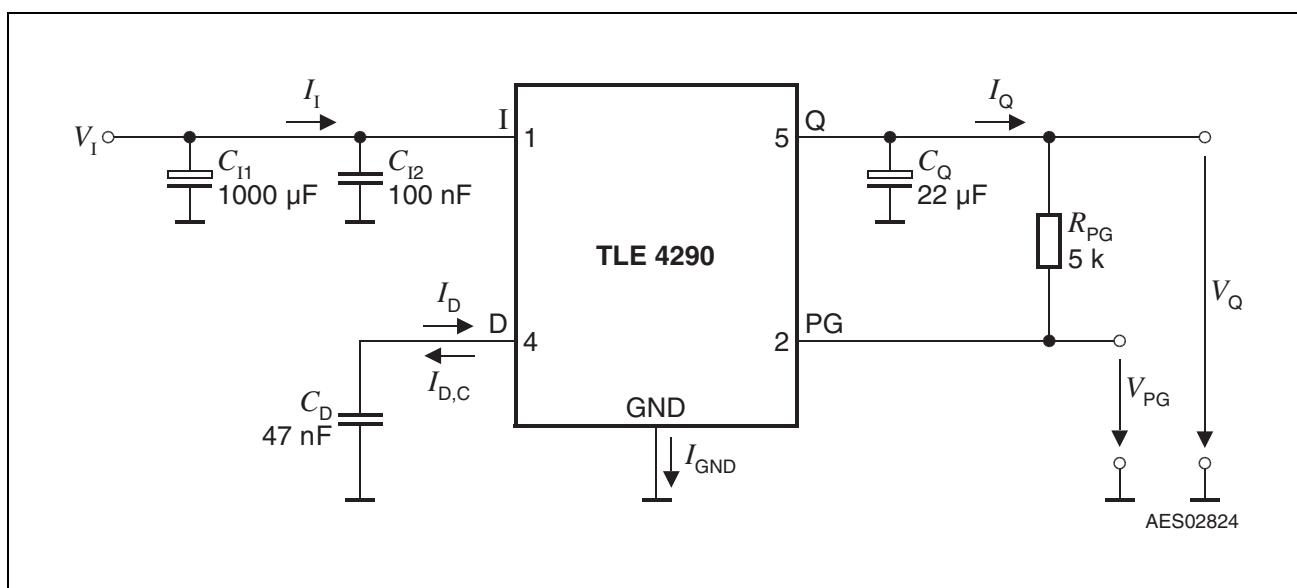 V_I
I_I
I
1
C_I1
1000 µF
C_I2
100 nF
TLE 4290
Q
5
I_Q
C_Q
22 µF
R_PG
5 k
V_Q
I_D
D
4
I_D,C
C_D
47 nF
GND
I_GND
PG
2
V_PG
AES02824